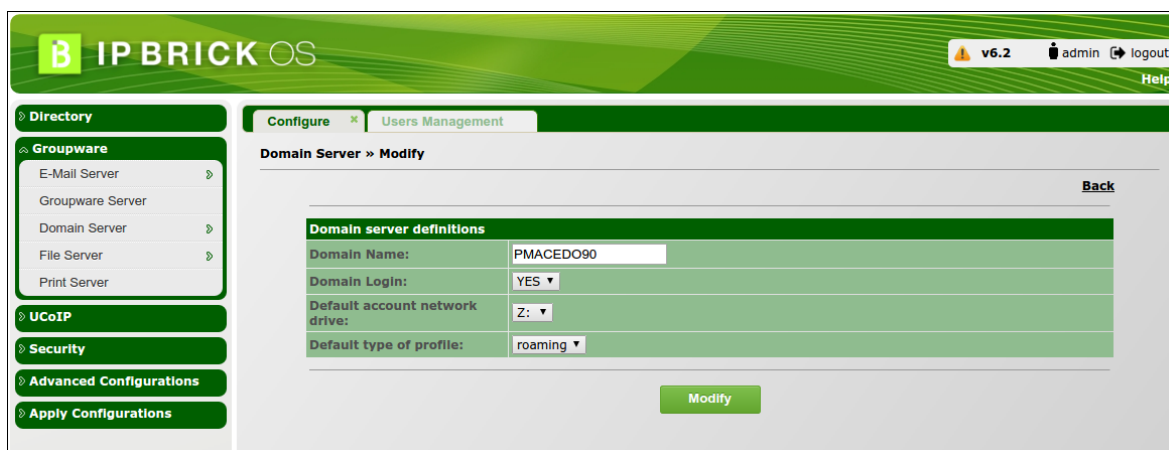 IPBRICK OS
v6.2 admin logout
Help
Directory
Groupware
E-Mail Server
Groupware Server
Domain Server
File Server
Print Server
UCoIP
Security
Advanced Configurations
Apply Configurations
Configure × Users Management
Domain Server » Modify
Back
Domain server definitions
Domain Name: PMACEDO90
Domain Login: YES
Default account network
drive: Z:
Default type of profile: roaming
Modify